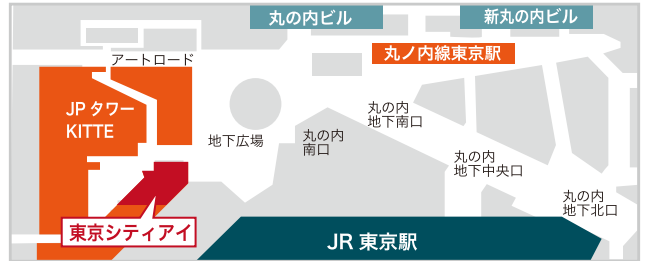 丸の内ビル
新丸の内ビル
丸ノ内線東京駅
アートロード
JPタワー
KITTE
丸の内
地下南口
地下広場
丸の内
南口
丸の内
地下中央口
丸の内
地下北口
東京シティアイ
JR 東京駅